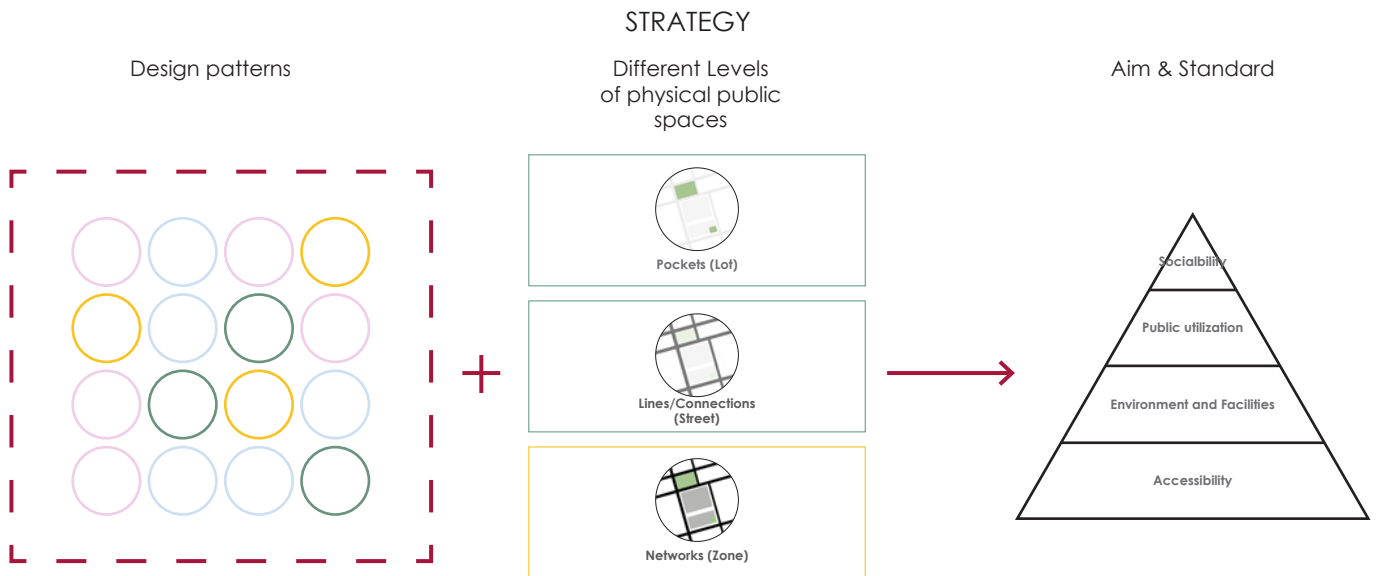 STRATEGY
Design patterns
Different Levels
of physical public
spaces
Aim & Standard
Pockets (Lot)
Lines/Connections
(Street)
Networks (Zone)
Socialbility
Public utilization
Environment and Facilities
Accessibility